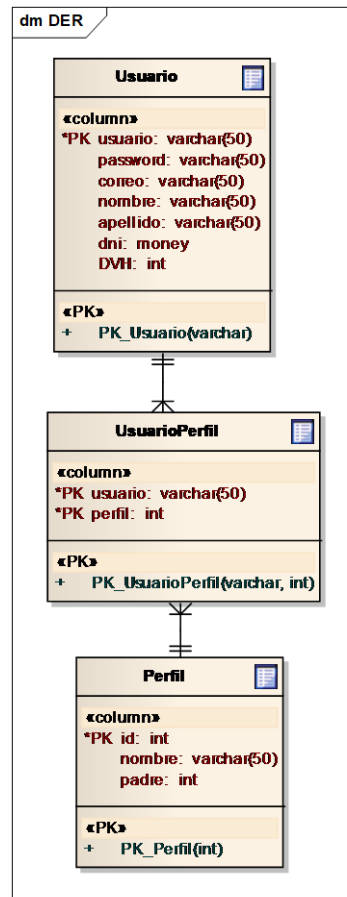 dm DER
Usuario
«column»
*PK usuario: varchar(50)
password: varchar(50)
correo: varchar(50)
nombre: varchar(50)
apellido: varchar(50)
dni: money
DVH: int
«PK»
+ PK_Usuario(varchar)
UsuarioPerfil
«column»
*PK usuario: varchar(50)
*PK perfil: int
«PK»
+ PK_UsuarioPerfil(varchar, int)
Perfil
«column»
*PK id: int
nombre: varchar(50)
padre: int
«PK»
+ PK_Perfil(int)